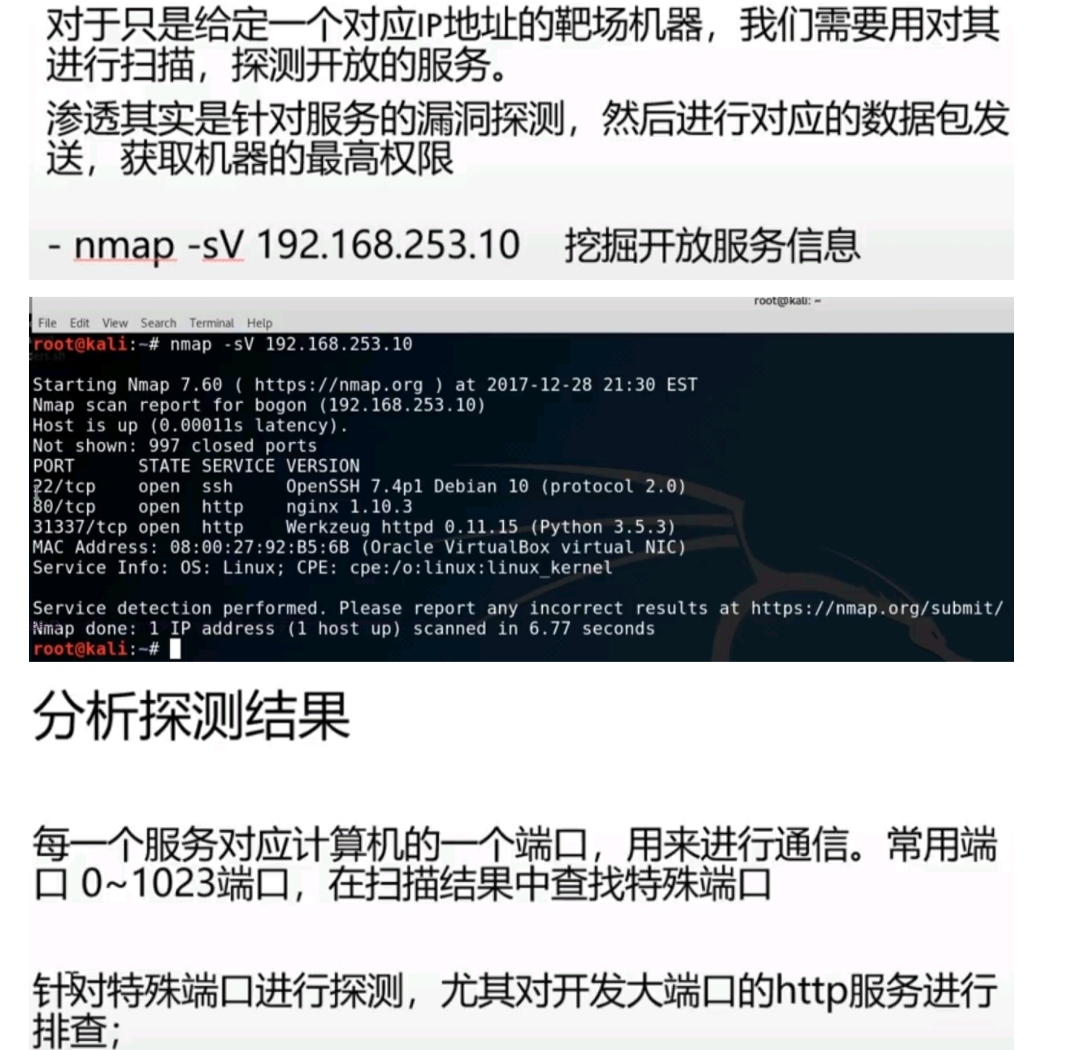 对于只是给定一个对应IP地址的靶场机器，我们需要用对其
进行扫描，探测开放的服务。
渗透其实是针对服务的漏洞探测，然后进行对应的数据包发
送，获取机器的最高权限
- nmap -sV 192.168.253.10 挖掘开放服务信息
root@kali: ~
File Edit View Search Terminal Help
root@kali:~# nmap -sV 192.168.253.10
Starting Nmap 7.60 ( https://nmap.org ) at 2017-12-28 21:30 EST
Nmap scan report for bogon (192.168.253.10)
Host is up (0.00011s latency).
Not shown: 997 closed ports
PORT STATE SERVICE VERSION
22/tcp open ssh OpenSSH 7.4p1 Debian 10 (protocol 2.0)
80/tcp open http nginx 1.10.3
31337/tcp open http Werkzeug httpd 0.11.15 (Python 3.5.3)
MAC Address: 08:00:27:92:B5:6B (Oracle VirtualBox virtual NIC)
Service Info: OS: Linux; CPE: cpe:/o:linux:linux_kernel
Service detection performed. Please report any incorrect results at https://nmap.org/submit/
Nmap done: 1 IP address (1 host up) scanned in 6.77 seconds
root@kali:~#
分析探测结果
每一个服务对应计算机的一个端口，用来进行通信。常用端
口 0~1023端口，在扫描结果中查找特殊端口
针对特殊端口进行探测，尤其对开发大端口的http服务进行
排查；